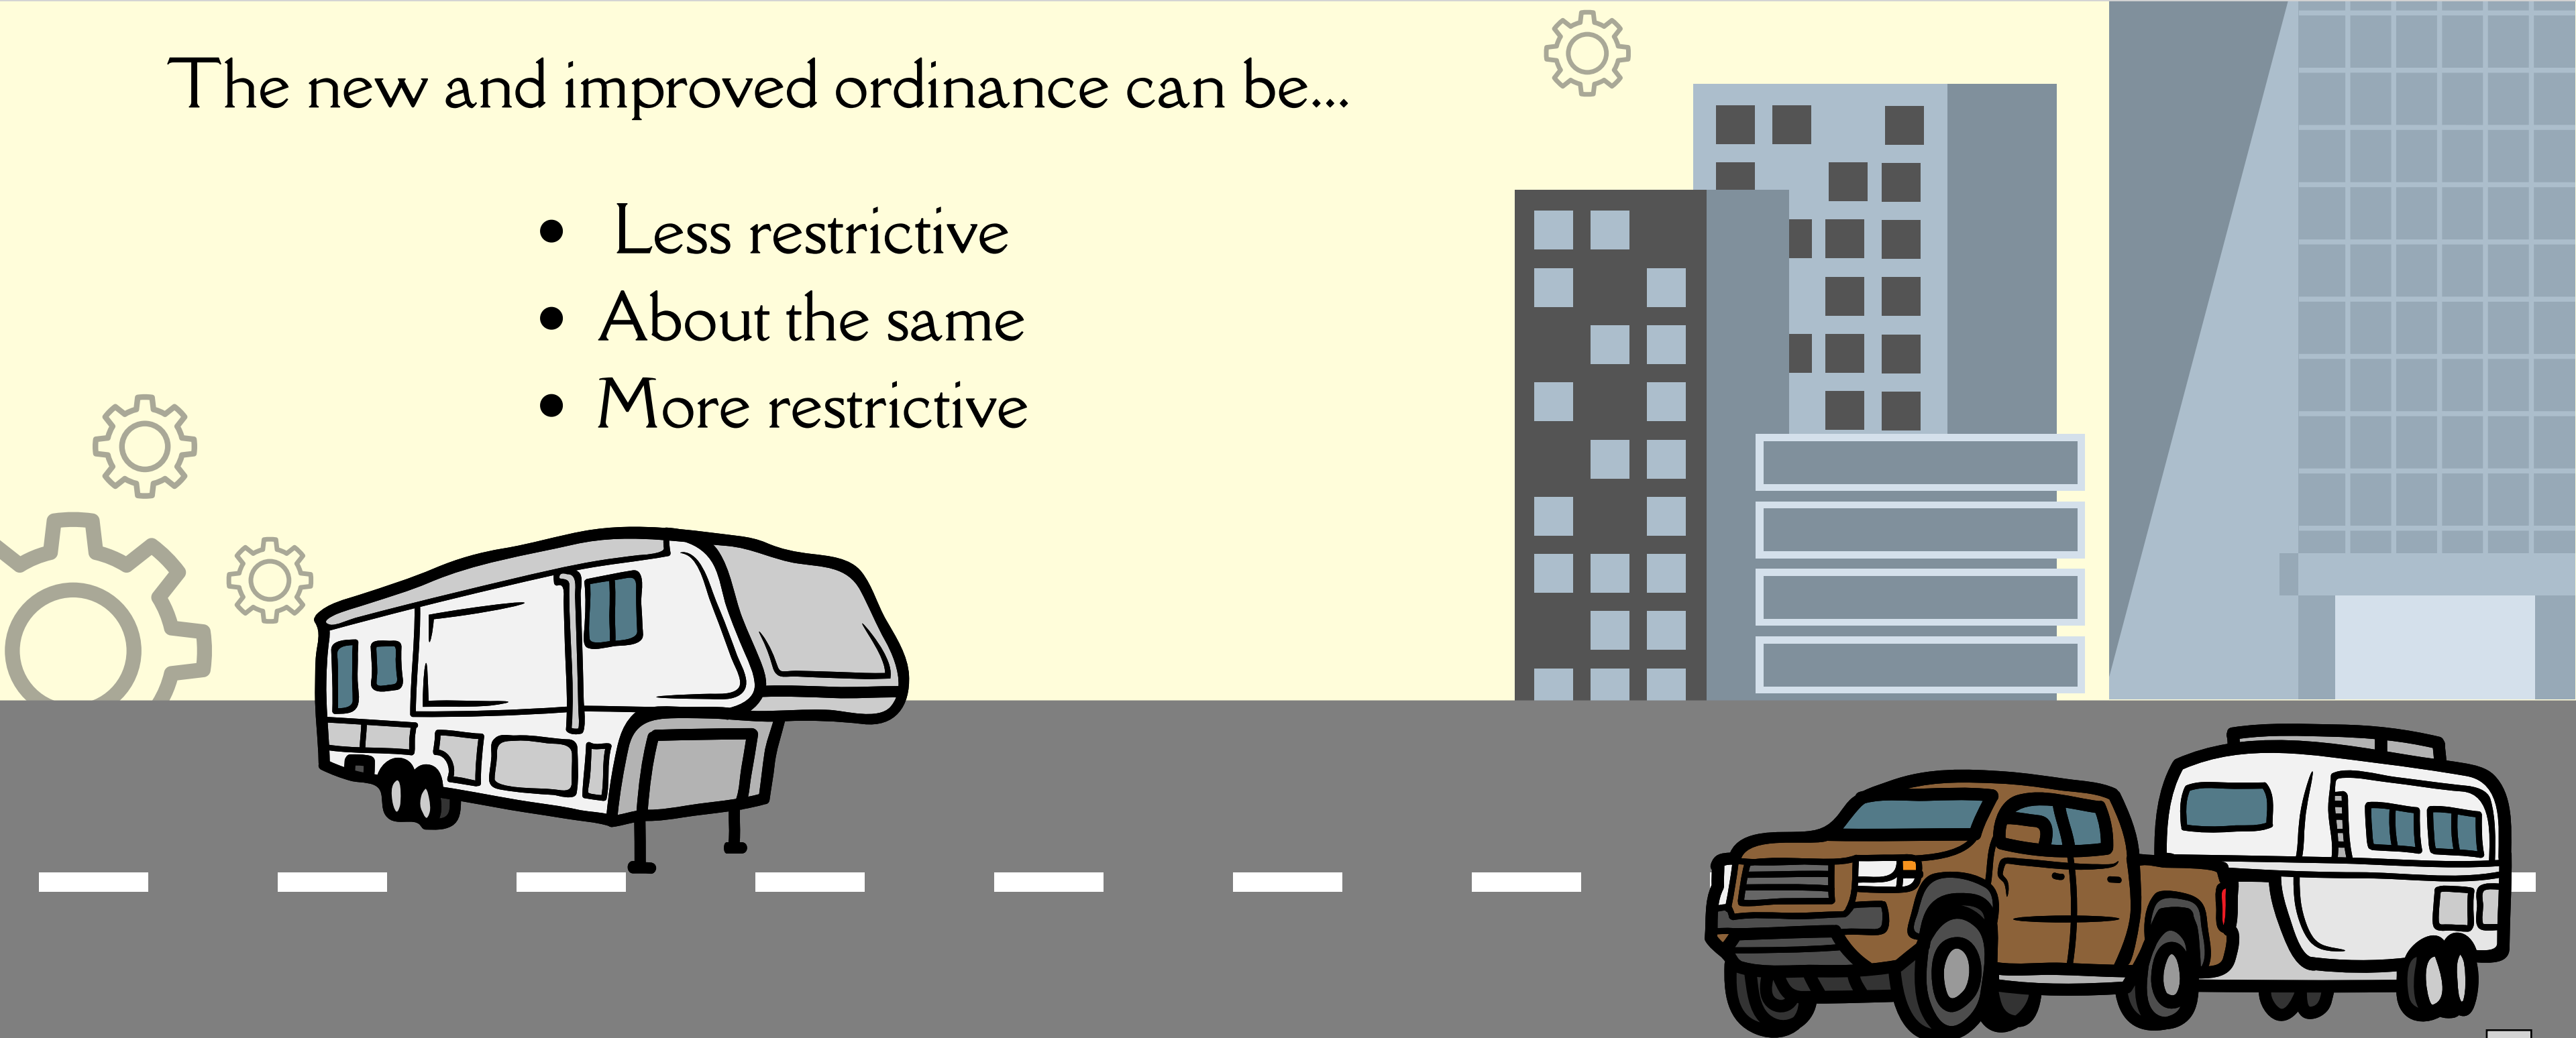 The new and improved ordinance can be...
• Less restrictive
• About the same
• More restrictive